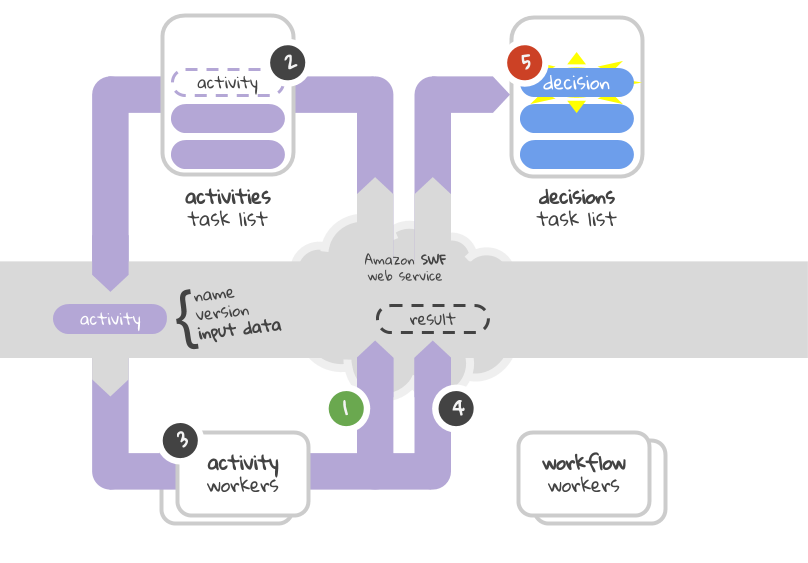 2
5
activity
decision
activities
task list
decisions
task list
Amazon SWF
web service
activity
{ name
version
input data
result
1
4
3
activity
workers
workflow
workers